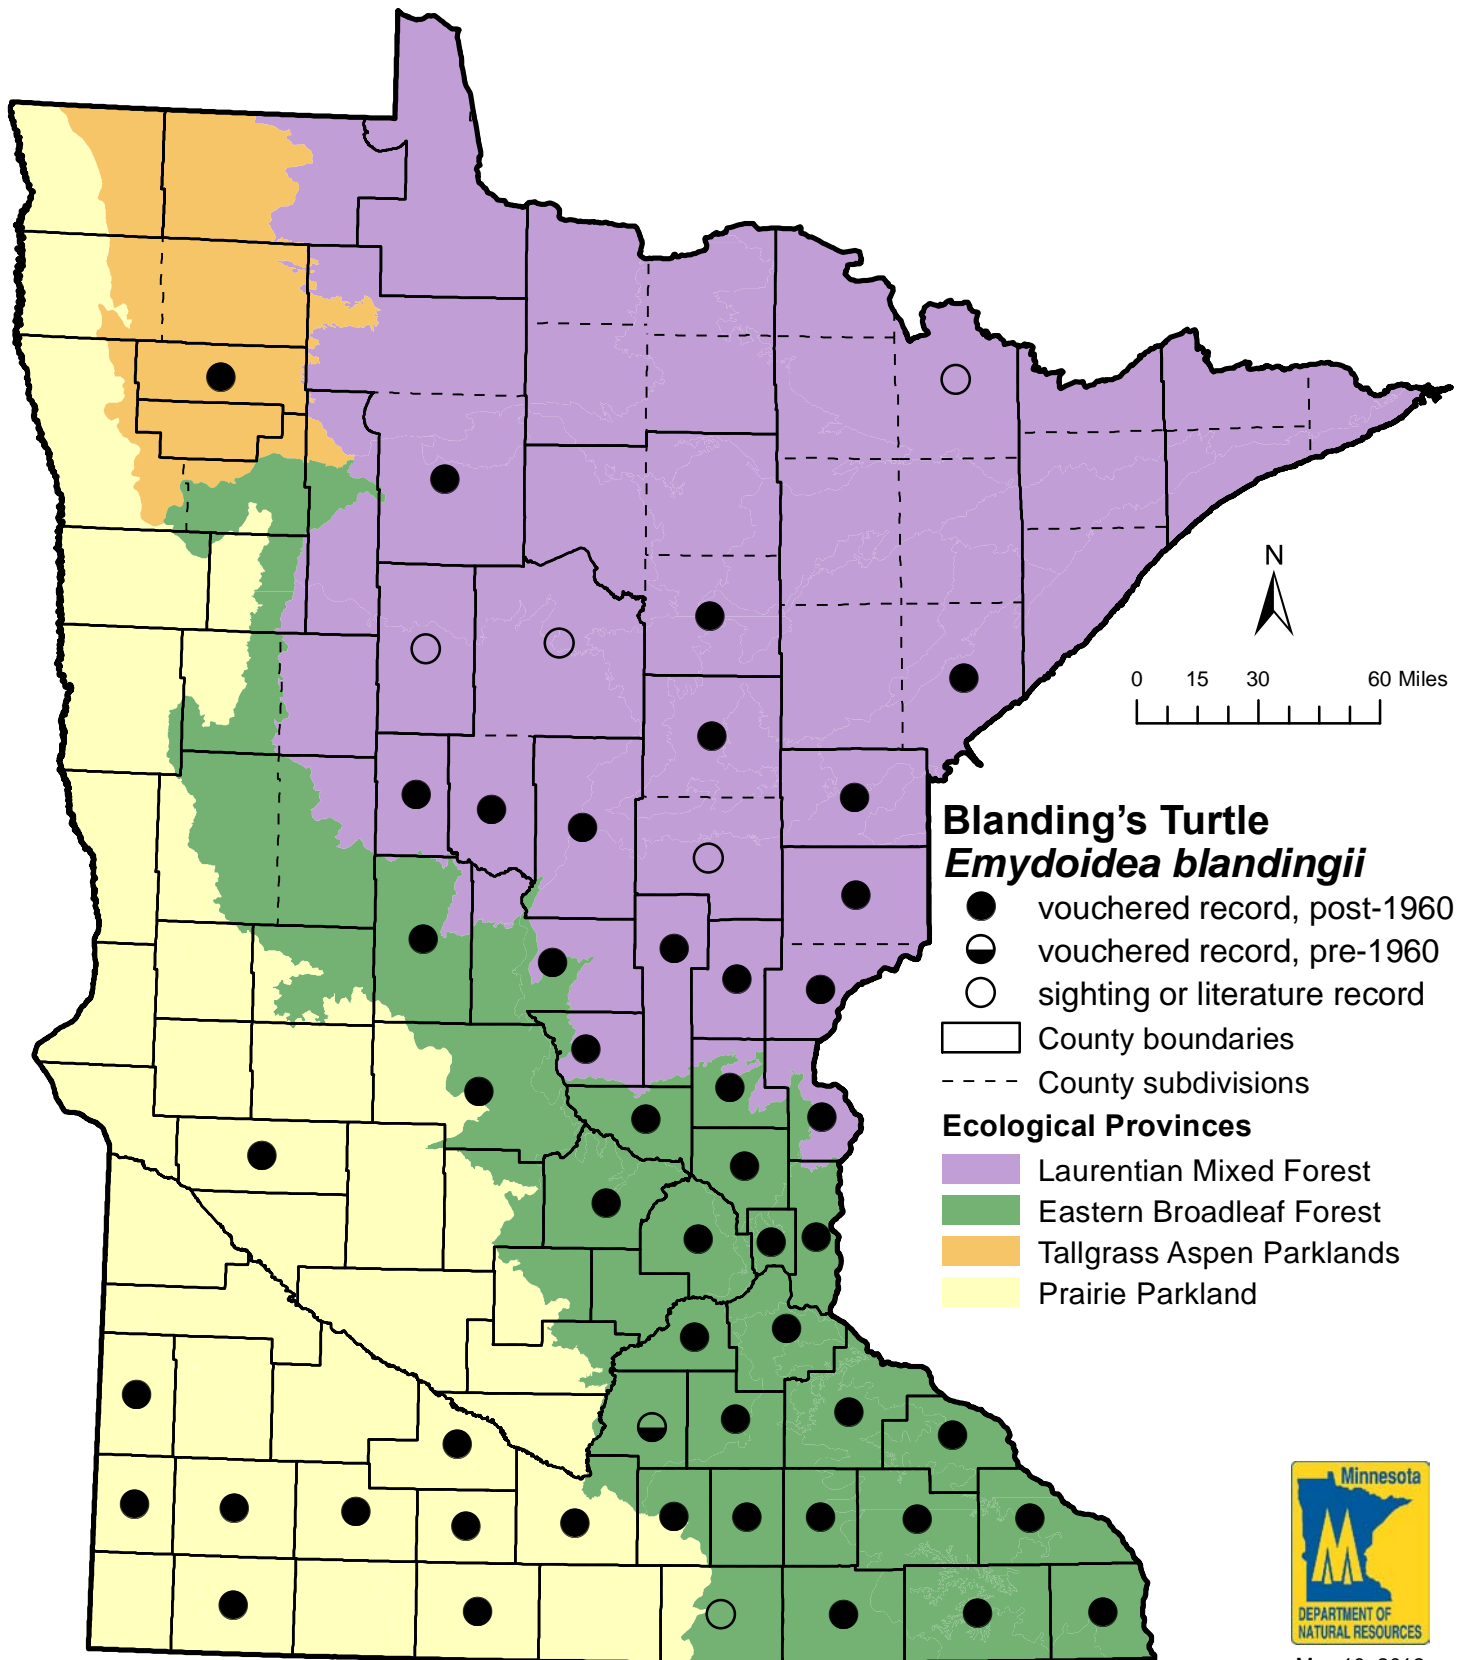 N
0 15 30 60 Miles
Blanding's Turtle
Emydoidea blandingii
vouchered record, post-1960
vouchered record, pre-1960
sighting or literature record
County boundaries
County subdivisions
Ecological Provinces
Laurentian Mixed Forest
Eastern Broadleaf Forest
Tallgrass Aspen Parklands
Prairie Parkland
Minnesota
DEPARTMENT OF
NATURAL RESOURCES